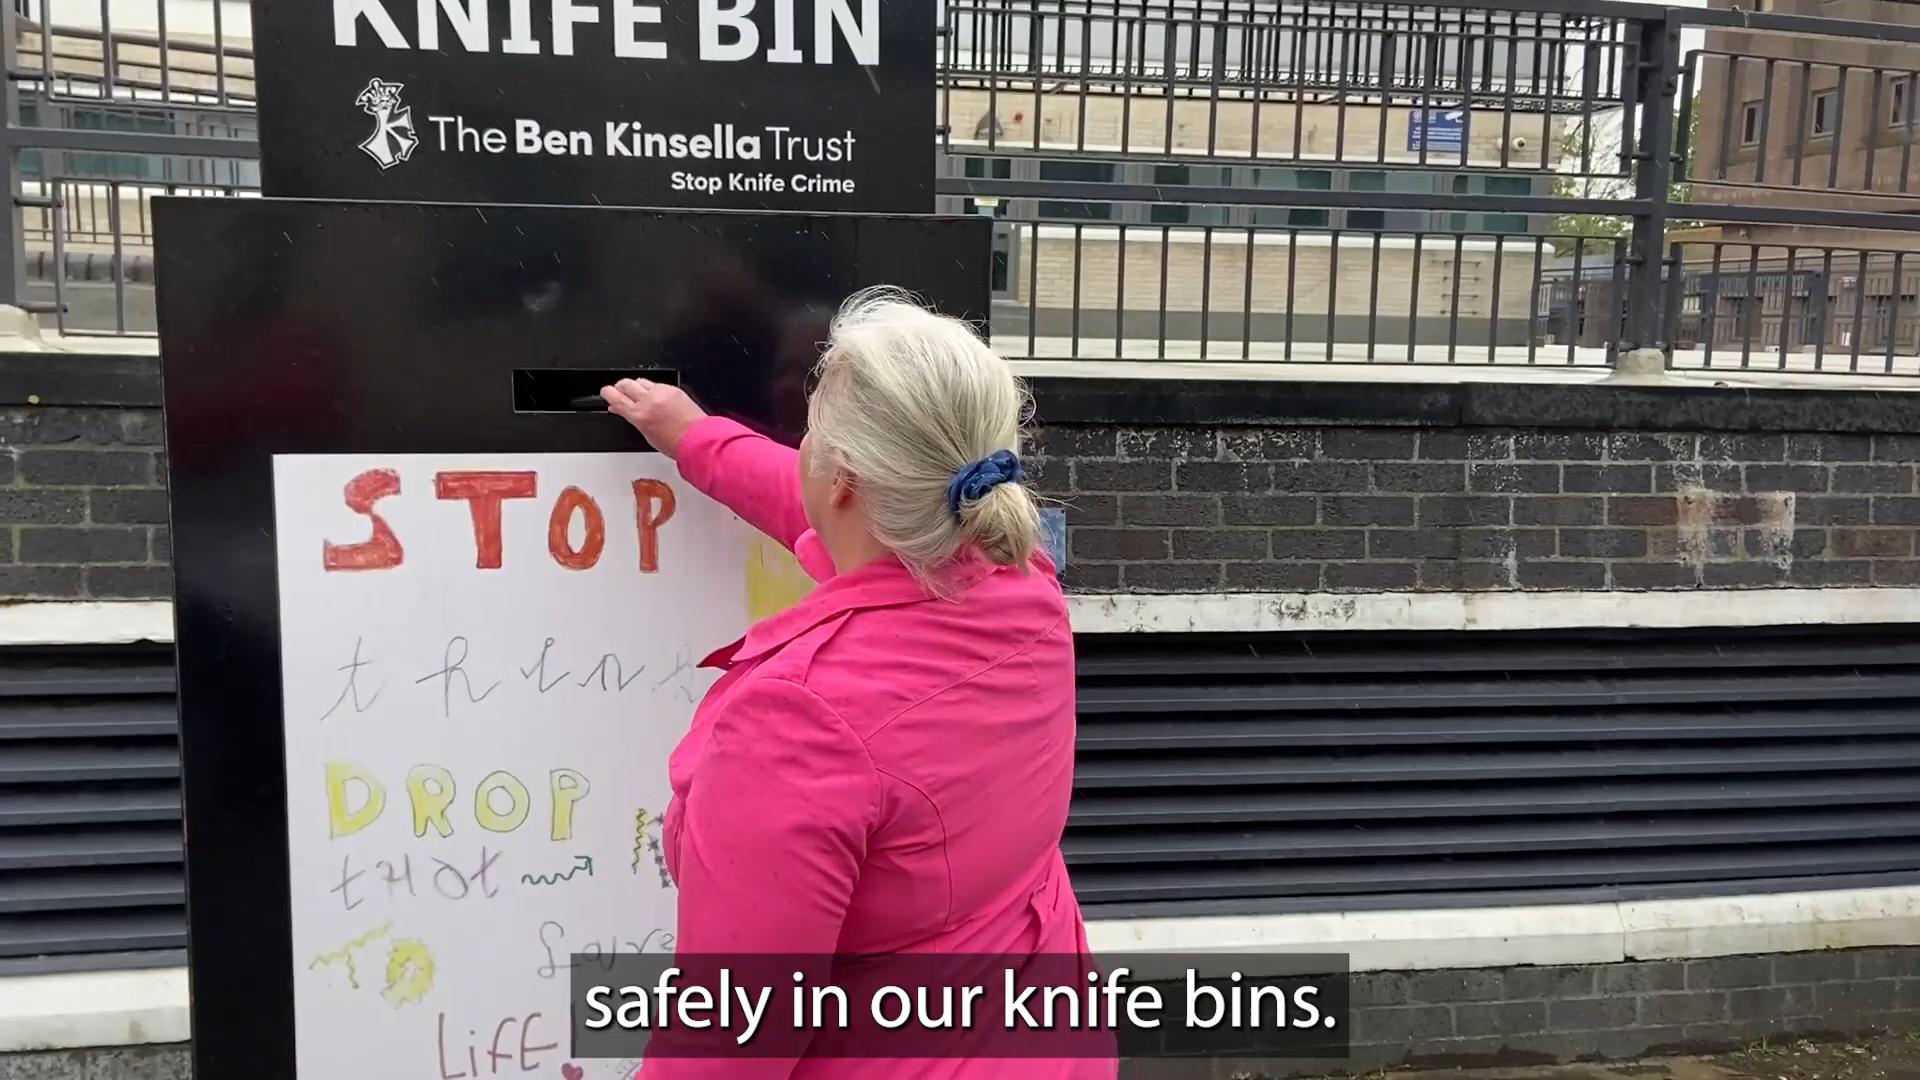 KNIFE BIN
The Ben Kinsella Trust
Stop Knife Crime
STOP
think
DROP
tHat
TO Save
LiFE!
safely in our knife bins.